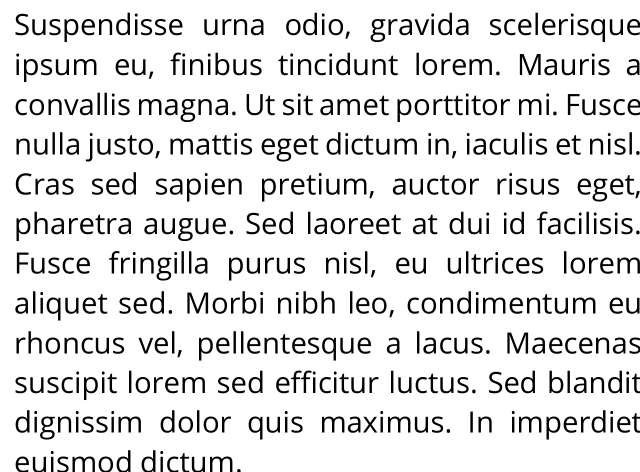 Suspendisse urna odio, gravida scelerisque
ipsum eu, finibus tincidunt lorem. Mauris a
convallis magna. Ut sit amet porttitor mi. Fusce
nulla justo, mattis eget dictum in, iaculis et nisl.
Cras sed sapien pretium, auctor risus eget,
pharetra augue. Sed laoreet at dui id facilisis.
Fusce fringilla purus nisl, eu ultrices lorem
aliquet sed. Morbi nibh leo, condimentum eu
rhoncus vel, pellentesque a lacus. Maecenas
suscipit lorem sed efficitur luctus. Sed blandit
dignissim dolor quis maximus. In imperdiet
euismod dictum.